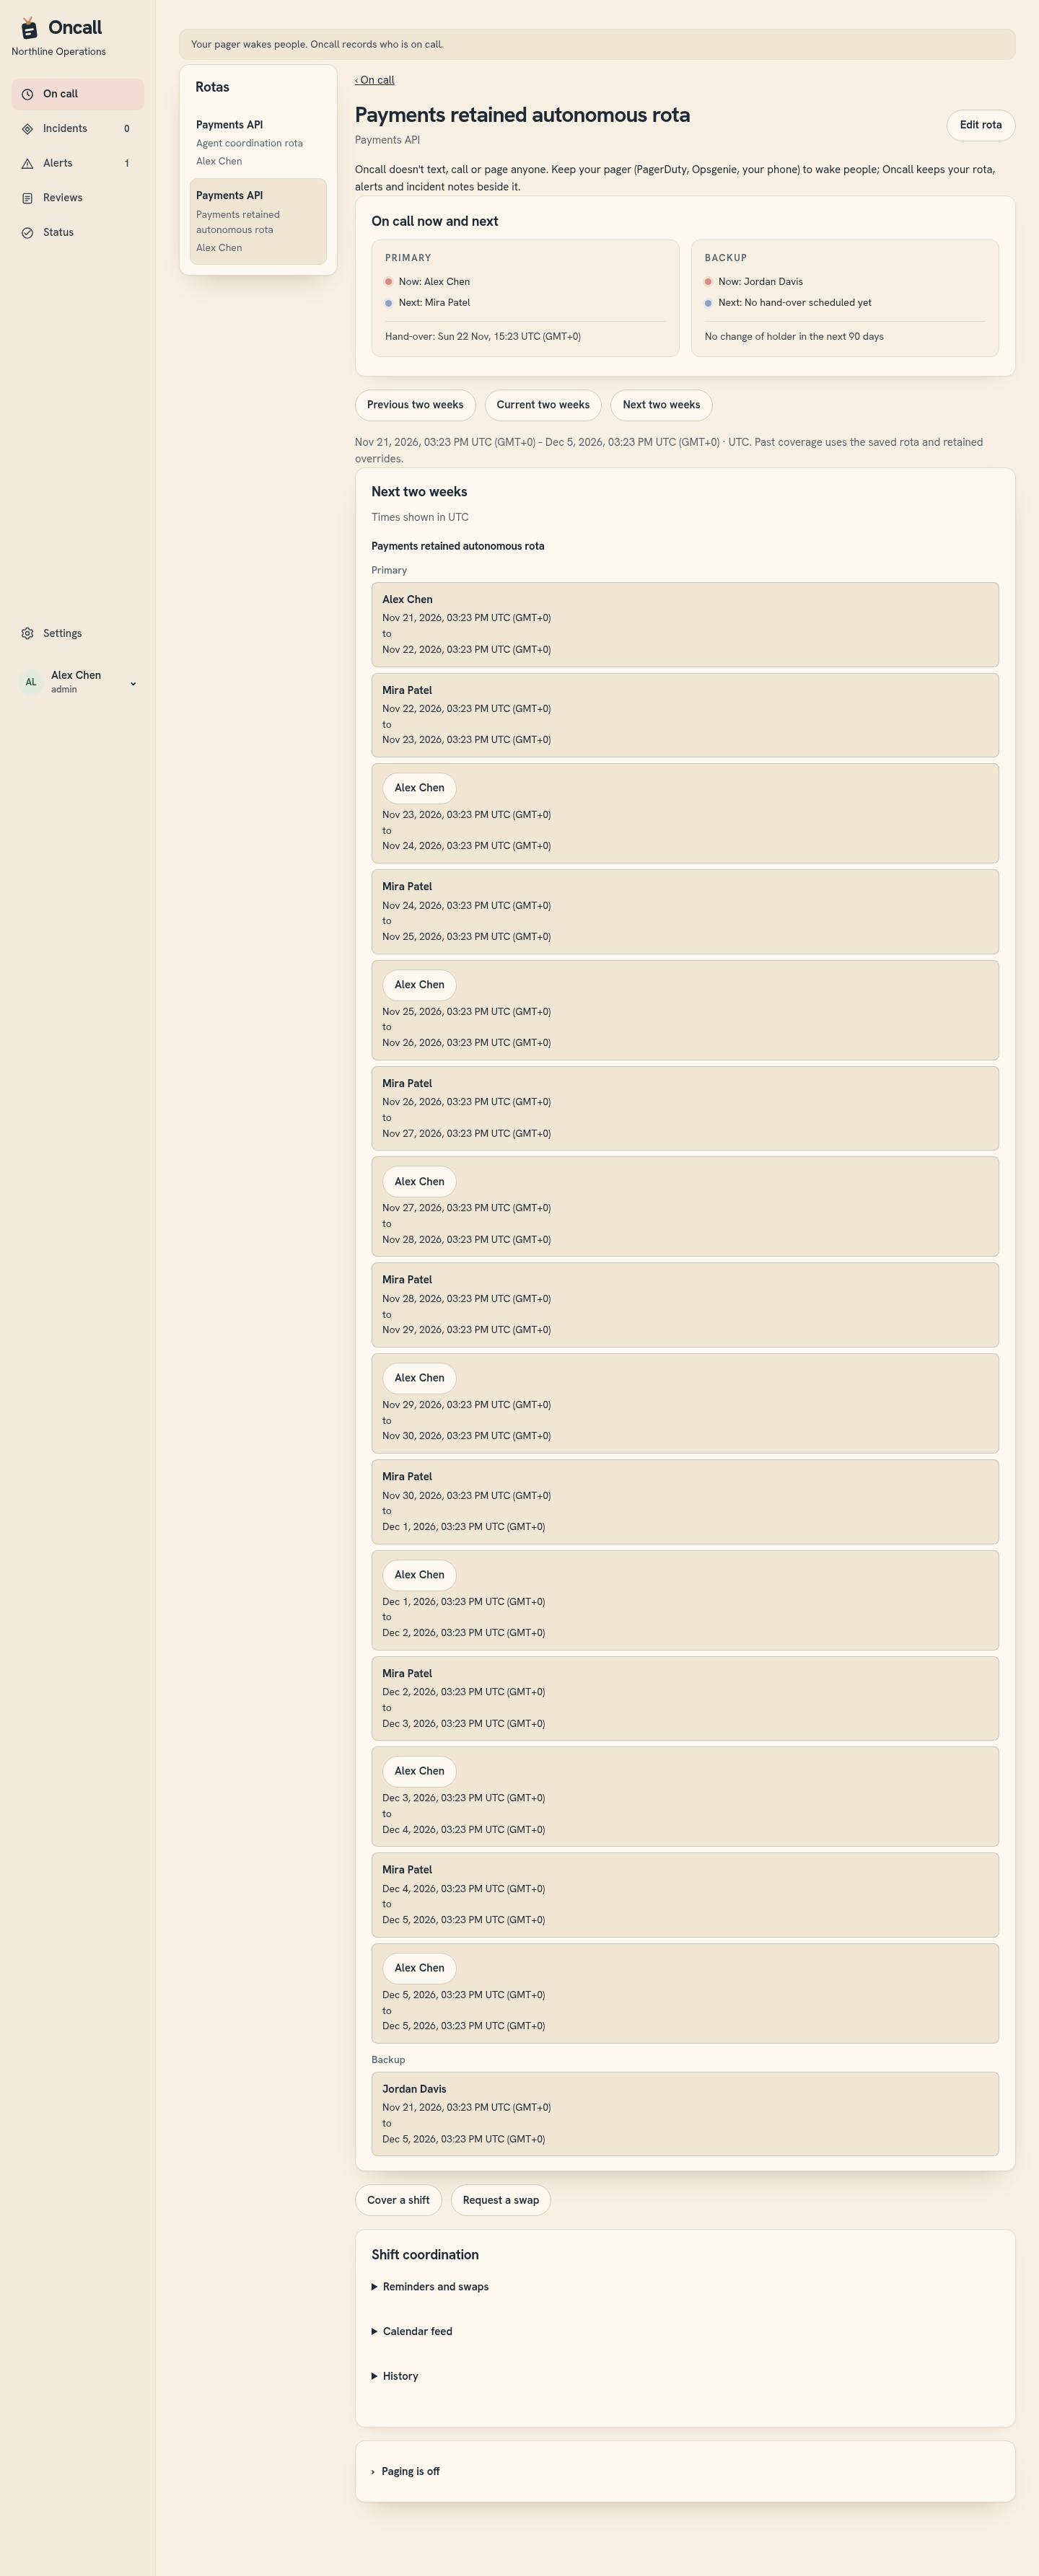 Oncall
Northline Operations
On call
Incidents 0
Alerts 1
Reviews
Status
Settings
AL
Alex Chen
admin
Your pager wakes people. Oncall records who is on call.
Rotas
Payments API
Agent coordination rota
Alex Chen
Payments API
Payments retained
autonomous rota
Alex Chen
‹ On call
Payments retained autonomous rota
Payments API
Edit rota
Oncall doesn't text, call or page anyone. Keep your pager (PagerDuty, Opsgenie, your phone) to wake people; Oncall keeps your rota,
alerts and incident notes beside it.
On call now and next
PRIMARY
Now: Alex Chen
Next: Mira Patel
Hand-over: Sun 22 Nov, 15:23 UTC (GMT+0)
BACKUP
Now: Jordan Davis
Next: No hand-over scheduled yet
No change of holder in the next 90 days
Previous two weeks
Current two weeks
Next two weeks
Nov 21, 2026, 03:23 PM UTC (GMT+0) – Dec 5, 2026, 03:23 PM UTC (GMT+0) · UTC. Past coverage uses the saved rota and retained
overrides.
Next two weeks
Times shown in UTC
Payments retained autonomous rota
Primary
Alex Chen
Nov 21, 2026, 03:23 PM UTC (GMT+0)
to
Nov 22, 2026, 03:23 PM UTC (GMT+0)
Mira Patel
Nov 22, 2026, 03:23 PM UTC (GMT+0)
to
Nov 23, 2026, 03:23 PM UTC (GMT+0)
Alex Chen
Nov 23, 2026, 03:23 PM UTC (GMT+0)
to
Nov 24, 2026, 03:23 PM UTC (GMT+0)
Mira Patel
Nov 24, 2026, 03:23 PM UTC (GMT+0)
to
Nov 25, 2026, 03:23 PM UTC (GMT+0)
Alex Chen
Nov 25, 2026, 03:23 PM UTC (GMT+0)
to
Nov 26, 2026, 03:23 PM UTC (GMT+0)
Mira Patel
Nov 26, 2026, 03:23 PM UTC (GMT+0)
to
Nov 27, 2026, 03:23 PM UTC (GMT+0)
Alex Chen
Nov 27, 2026, 03:23 PM UTC (GMT+0)
to
Nov 28, 2026, 03:23 PM UTC (GMT+0)
Mira Patel
Nov 28, 2026, 03:23 PM UTC (GMT+0)
to
Nov 29, 2026, 03:23 PM UTC (GMT+0)
Alex Chen
Nov 29, 2026, 03:23 PM UTC (GMT+0)
to
Nov 30, 2026, 03:23 PM UTC (GMT+0)
Mira Patel
Nov 30, 2026, 03:23 PM UTC (GMT+0)
to
Dec 1, 2026, 03:23 PM UTC (GMT+0)
Alex Chen
Dec 1, 2026, 03:23 PM UTC (GMT+0)
to
Dec 2, 2026, 03:23 PM UTC (GMT+0)
Mira Patel
Dec 2, 2026, 03:23 PM UTC (GMT+0)
to
Dec 3, 2026, 03:23 PM UTC (GMT+0)
Alex Chen
Dec 3, 2026, 03:23 PM UTC (GMT+0)
to
Dec 4, 2026, 03:23 PM UTC (GMT+0)
Mira Patel
Dec 4, 2026, 03:23 PM UTC (GMT+0)
to
Dec 5, 2026, 03:23 PM UTC (GMT+0)
Alex Chen
Dec 5, 2026, 03:23 PM UTC (GMT+0)
to
Dec 5, 2026, 03:23 PM UTC (GMT+0)
Backup
Jordan Davis
Nov 21, 2026, 03:23 PM UTC (GMT+0)
to
Dec 5, 2026, 03:23 PM UTC (GMT+0)
Cover a shift
Request a swap
Shift coordination
Reminders and swaps
Calendar feed
History
› Paging is off